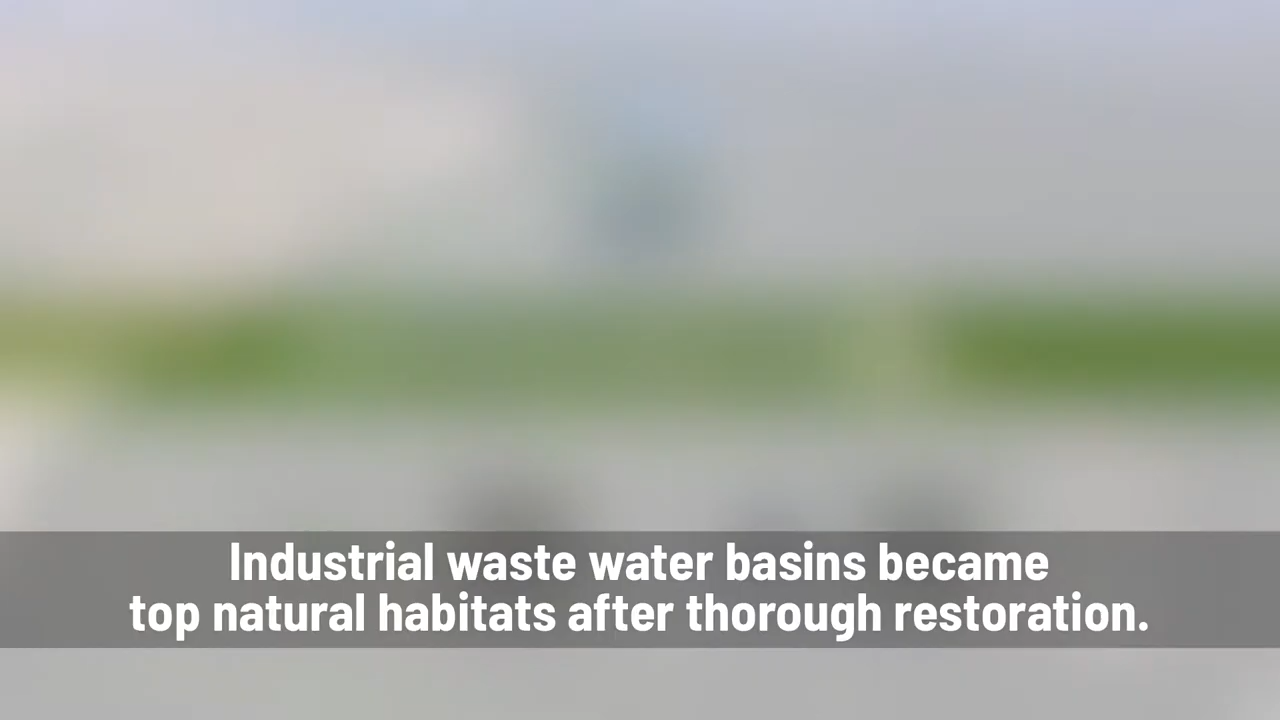 Industrial waste water basins became
top natural habitats after thorough restoration.